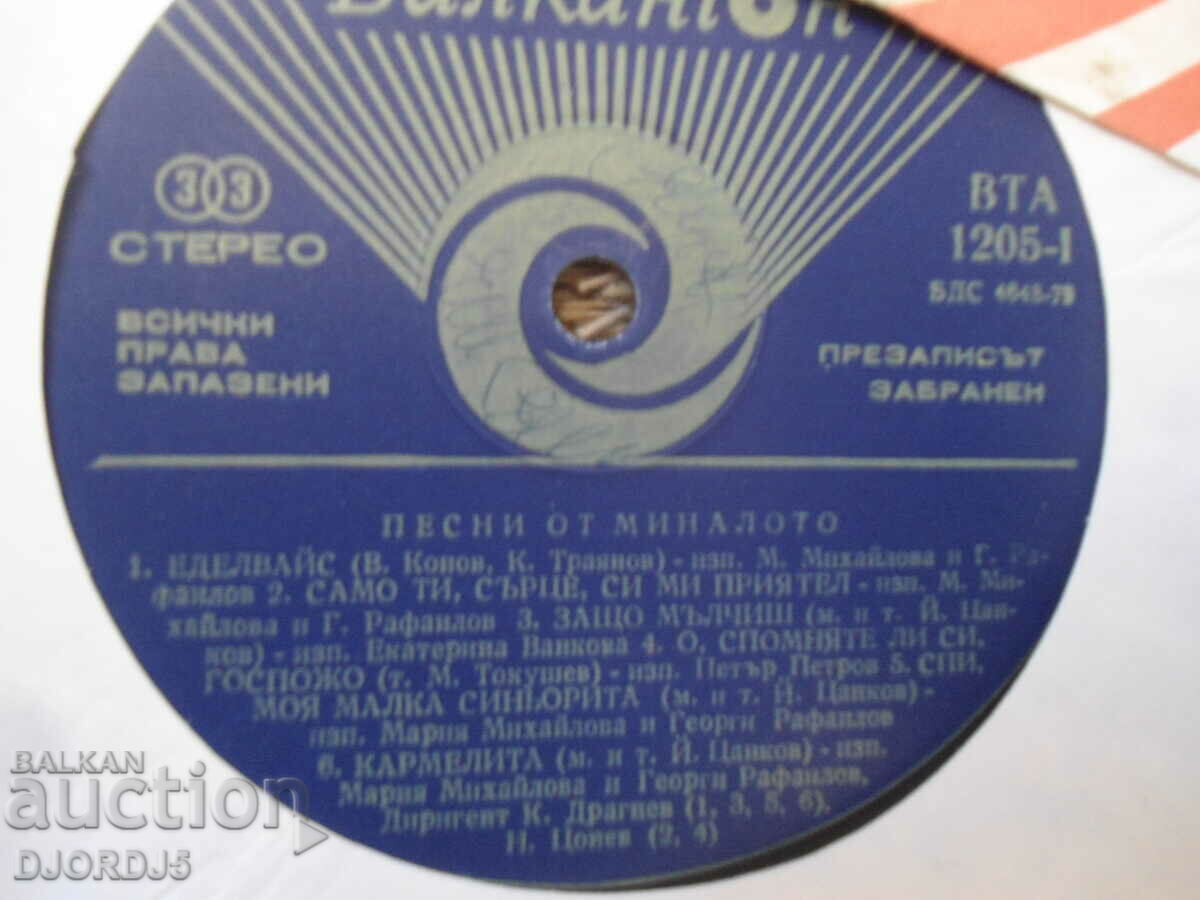 Балкантон
33
СТЕРЕО
ВСИЧКИ
ПРАВА
ЗАПАЗЕНИ
ВТА
1205-I
БДС 4645-79
ПРЕЗАПИСЪТ
ЗАБРАНЕН
ПЕСНИ ОТ МИНАЛОТО
1. ЕДЕЛВАЙС (В. Конов, К. Траянов) - изп. М. Михайлова и Г. Ра-
фаилов 2. САМО ТИ, СЪРЦЕ, СИ МИ ПРИЯТЕЛ - изп. М. Ми-
хайлова и Г. Рафаилов 3. ЗАЩО МЪЛЧИШ (м. и т. Й. Цан-
ков) - изп. Екатерина Ванкова 4. О, СПОМНЯТЕ ЛИ СИ,
ГОСПОЖО (т. М. Токушев) - изп. Петър Петров 5. СПИ,
МОЯ МАЛКА СИНЬОРИТА (м. и т. Й. Цанков) -
изп. Мария Михайлова и Георги Рафаилов
6. КАРМЕЛИТА (м. и т. Й. Цанков) - изп.
Мария Михайлова и Георги Рафаилов.
Диригент К. Драгнев (1, 3, 5, 6).
Н. Цонев (2, 4)
BALKAN
auction
DJORDJ5